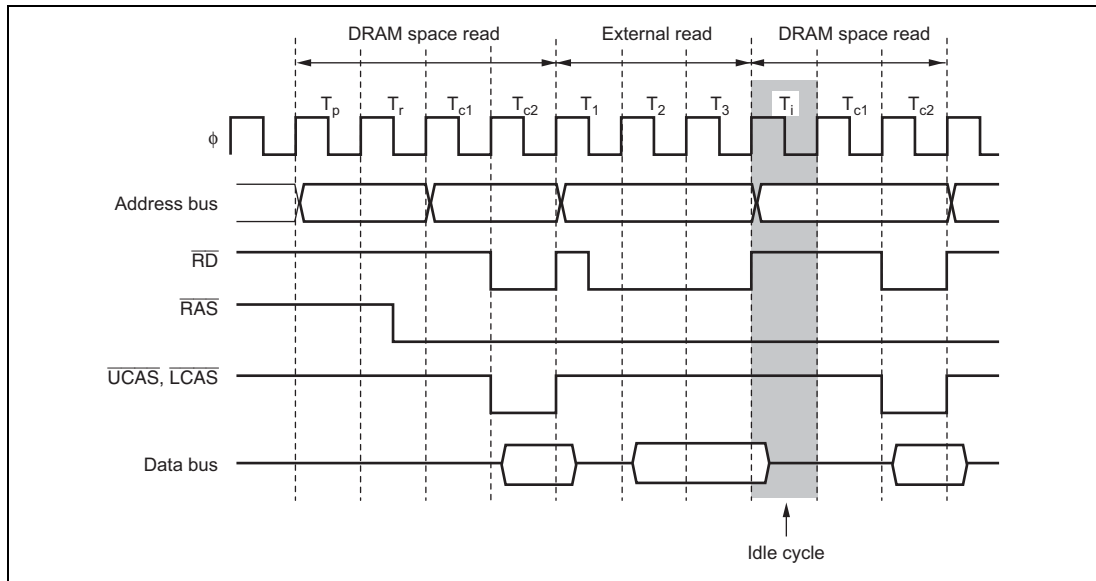 DRAM space read External read DRAM space read
Tp Tr Tc1 Tc2 T1 T2 T3 Ti Tc1 Tc2
ϕ
Address bus
RD
RAS
UCAS, LCAS
Data bus
Idle cycle